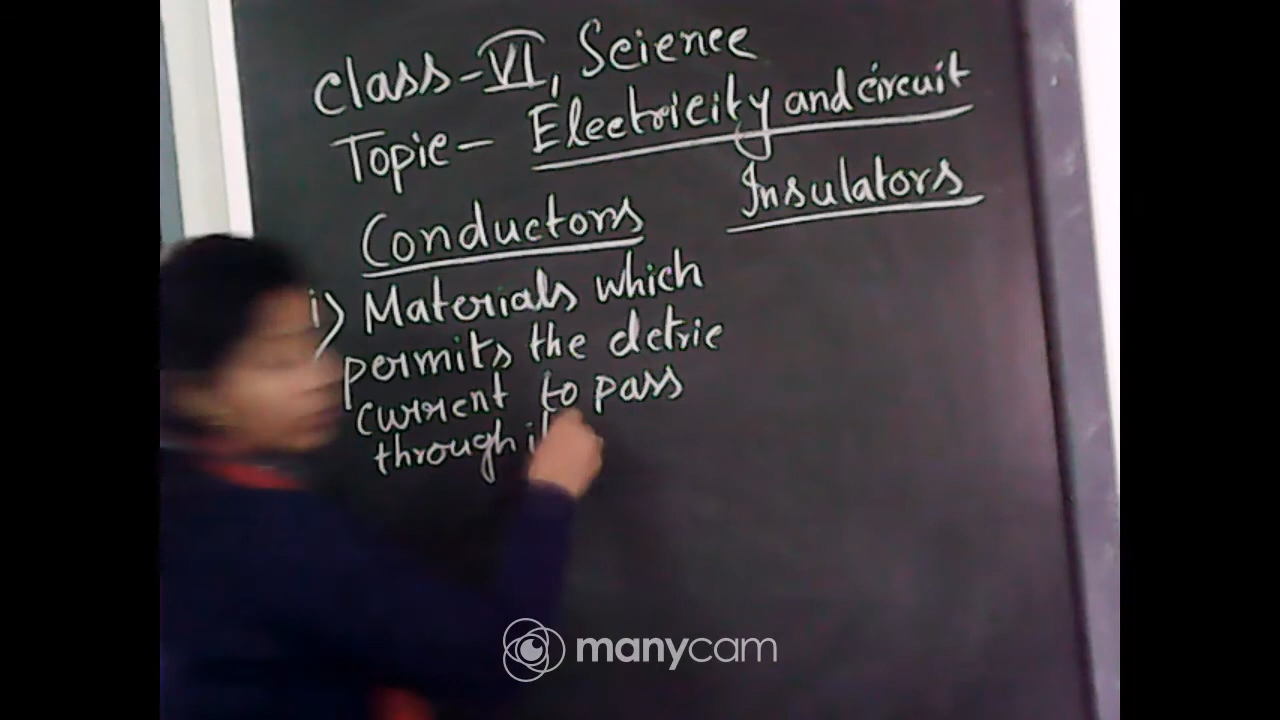 Class-VI, Science
Topic- Electricity and circuit
Conductors Insulators
i) Materials which
permits the eletric
current to pass
through it
manycam